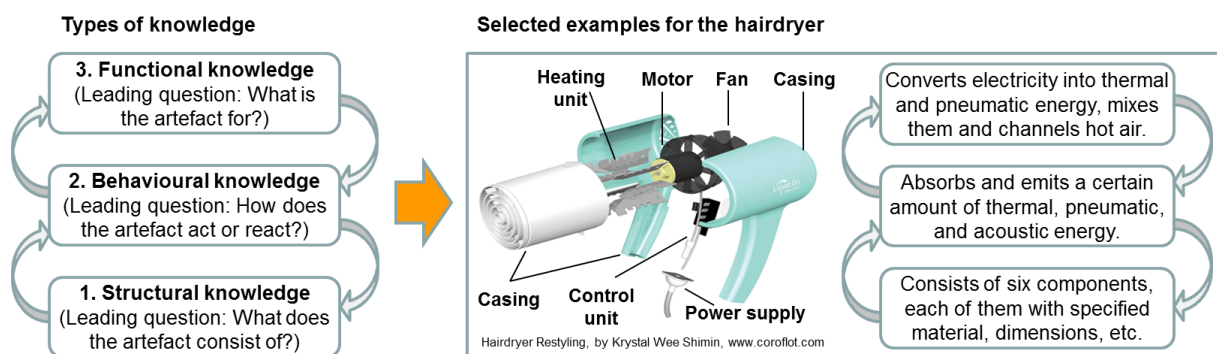 Types of knowledge
3. Functional knowledge
(Leading question: What is
the artefact for?)
2. Behavioural knowledge
(Leading question: How does
the artefact act or react?)
1. Structural knowledge
(Leading question: What does
the artefact consist of?)
Selected examples for the hairdryer
Heating
unit
Motor
Fan
Casing
Casing
Control
unit
Power supply
Hairdryer Restyling, by Krystal Wee Shimin, www.coroflot.com
Converts electricity into thermal
and pneumatic energy, mixes
them and channels hot air.
Absorbs and emits a certain
amount of thermal, pneumatic,
and acoustic energy.
Consists of six components,
each of them with specified
material, dimensions, etc.